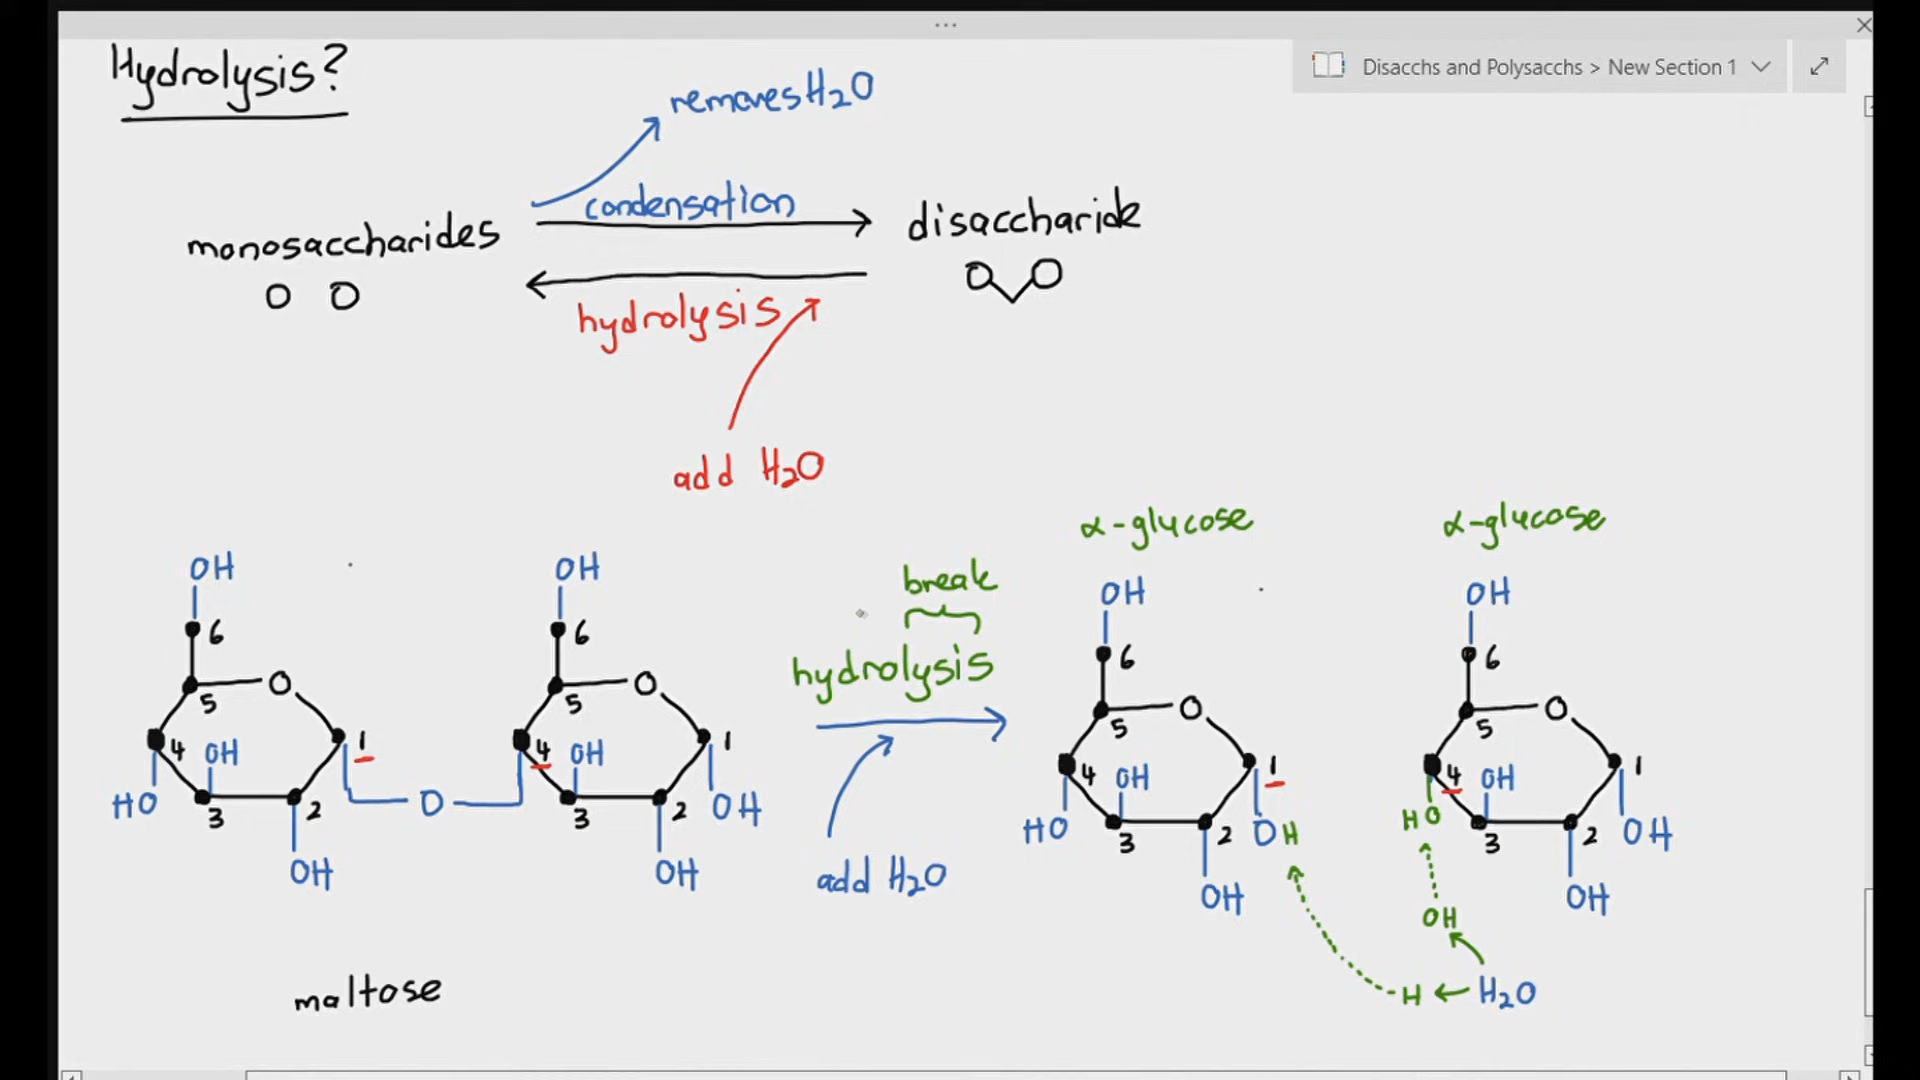 Hydrolysis?
Disacchs and Polysacchs > New Section 1
removes H2O
condensation
monosaccharides
disaccharide
hydrolysis
add H2O
α-glucose
α-glucose
OH
6
5
O
4
OH
1
HO
3
2
OH
O
OH
6
5
O
4
OH
1
3
2
OH
OH
break
hydrolysis
add H2O
OH
6
5
O
4
OH
1
HO
3
2
OH
OH
OH
6
5
O
4
OH
1
HO
3
2
OH
OH
OH
H
H2O
maltose